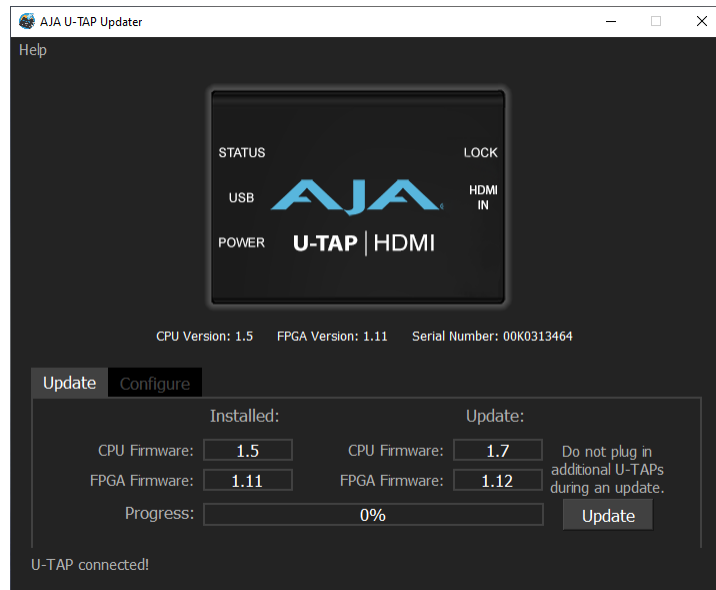 AJA U-TAP Updater
Help
STATUS
LOCK
USB
AJA
HDMI
IN
POWER
U-TAP | HDMI
CPU Version: 1.5 FPGA Version: 1.11 Serial Number: 00K0313464
Update Configure
Installed: Update:
CPU Firmware: 1.5 CPU Firmware: 1.7
FPGA Firmware: 1.11 FPGA Firmware: 1.12
Do not plug in
additional U-TAPs
during an update.
Progress: 0% Update
U-TAP connected!